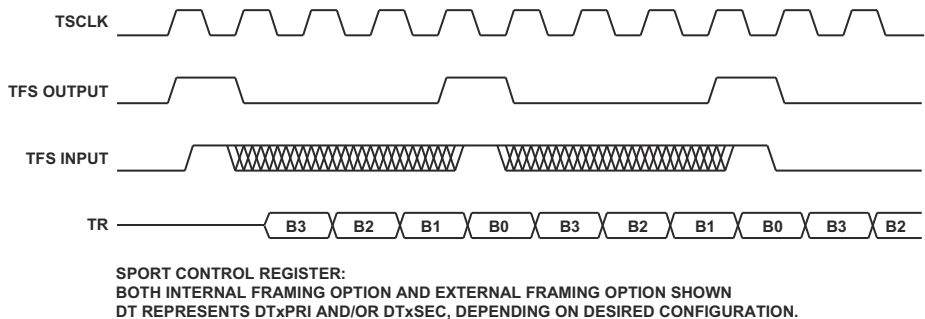 TSCLK
TFS OUTPUT
TFS INPUT
TR B3 B2 B1 B0 B3 B2 B1 B0 B3 B2
SPORT CONTROL REGISTER:
BOTH INTERNAL FRAMING OPTION AND EXTERNAL FRAMING OPTION SHOWN
DT REPRESENTS DTxPRI AND/OR DTxSEC, DEPENDING ON DESIRED CONFIGURATION.